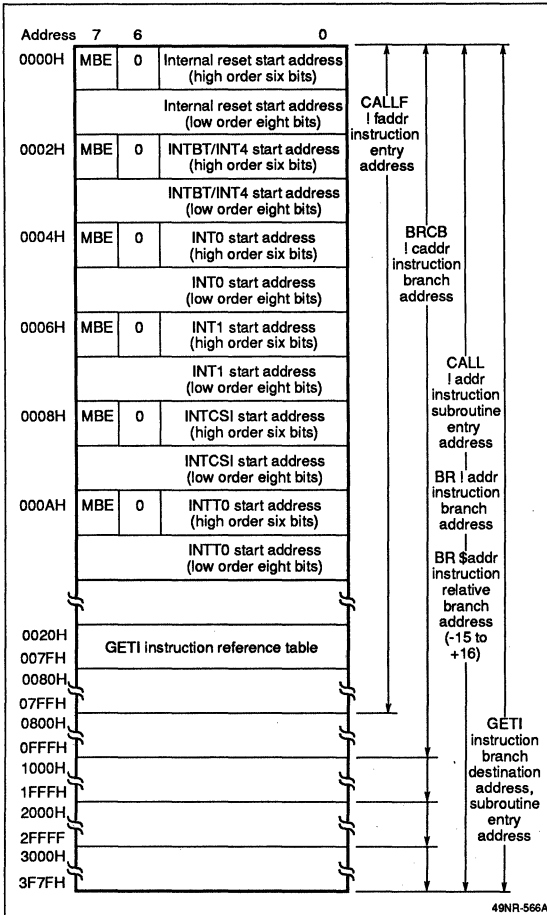 Address 7 6 0
0000H MBE 0 Internal reset start address
(high order six bits)
Internal reset start address
(low order eight bits)
0002H MBE 0 INTBT/INT4 start address
(high order six bits)
INTBT/INT4 start address
(low order eight bits)
0004H MBE 0 INT0 start address
(high order six bits)
INT0 start address
(low order eight bits)
0006H MBE 0 INT1 start address
(high order six bits)
INT1 start address
(low order eight bits)
0008H MBE 0 INTCSI start address
(high order six bits)
INTCSI start address
(low order eight bits)
000AH MBE 0 INTT0 start address
(high order six bits)
INTT0 start address
(low order eight bits)
0020H
GETI instruction reference table
007FH
0080H
07FFH
0800H
0FFFH
1000H
1FFFH
2000H
2FFFF
3000H
3F7FH
CALLF
! faddr
instruction
entry
address
BRCB
! caddr
instruction
branch
address
CALL
! addr
instruction
subroutine
entry
address
BR ! addr
instruction
branch
address
BR $addr
instruction
relative
branch
address
(-15 to
+16)
GETI
instruction
branch
destination
address,
subroutine
entry
address
49NR-566A